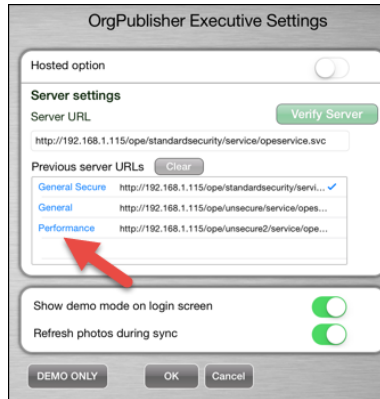 OrgPublisher Executive Settings
Hosted option
Server settings
Server URL
Verify Server
http://192.168.1.115/ope/standardsecurity/service/opeservice.svc
Previous server URLs Clear
General Secure http://192.168.1.115/ope/standardsecurity/servi... ✓
General http://192.168.1.115/ope/unsecure/service/opes...
Performance http://192.168.1.115/ope/unsecure2/service/ope...
Show demo mode on login screen
Refresh photos during sync
DEMO ONLY OK Cancel